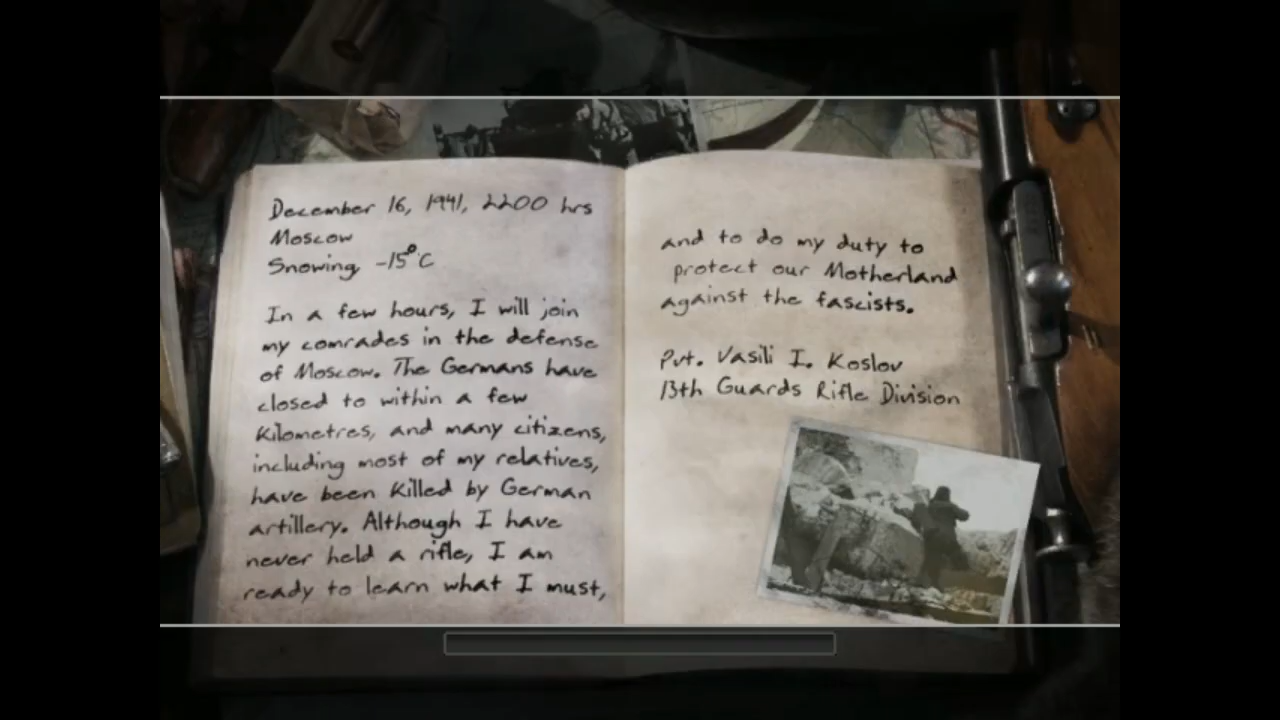 December 16, 1941, 2200 hrs
Moscow
Snowing, -15°C
In a few hours, I will join
my comrades in the defense
of Moscow. The Germans have
closed to within a few
kilometres, and many citizens,
including most of my relatives,
have been killed by German
artillery. Although I have
never held a rifle, I am
ready to learn what I must,
and to do my duty to
protect our Motherland
against the fascists.
Pvt. Vasili I. Koslov
13th Guards Rifle Division